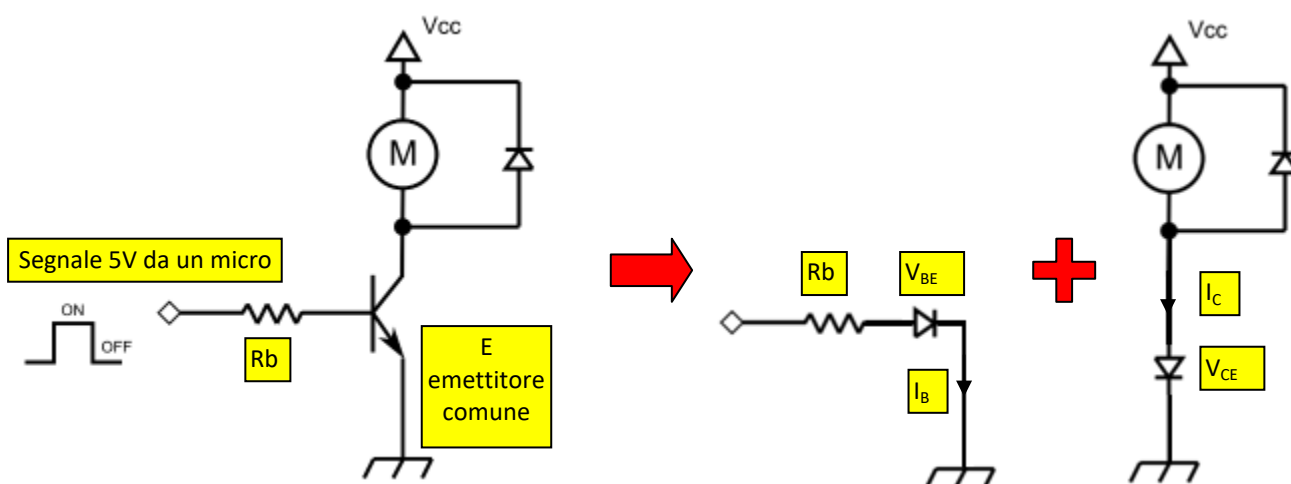 Vcc
M
Segnale 5V da un micro
ON
OFF
Rb
E
emettitore
comune
Rb
VBE
IB
Vcc
M
IC
VCE